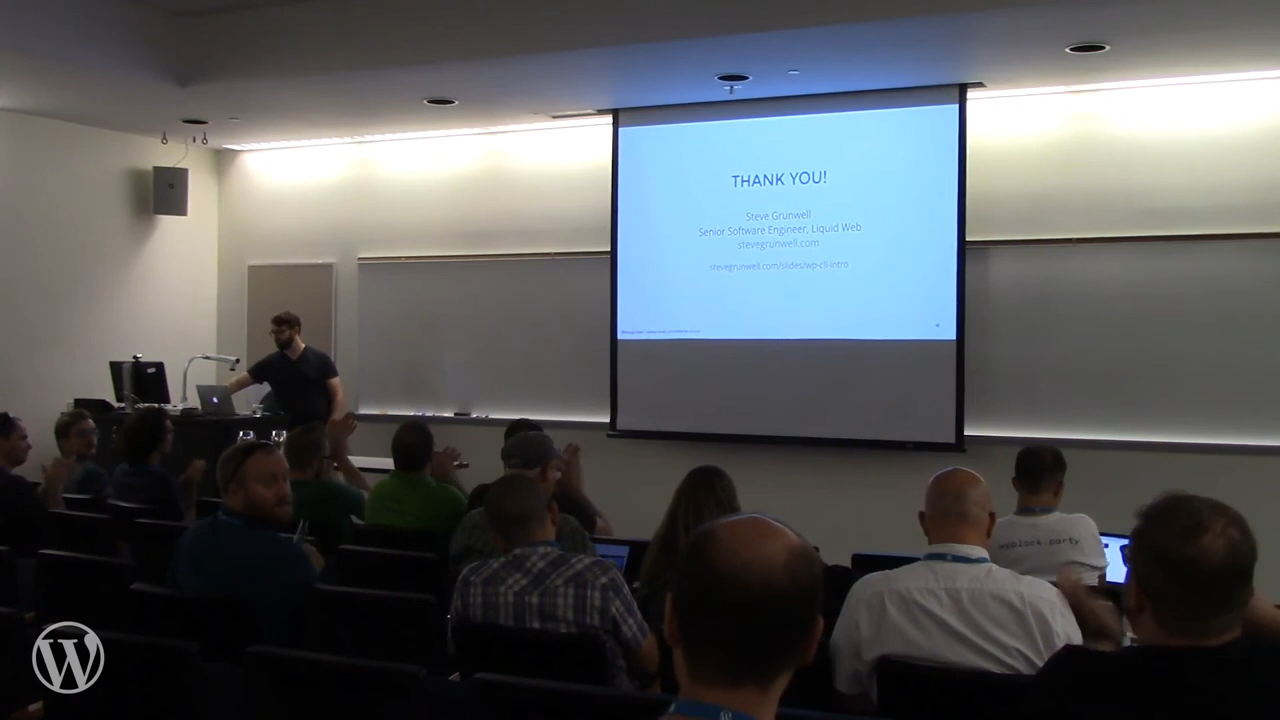 THANK YOU!
Steve Grunwell
Senior Software Engineer, Liquid Web
stevegrunwell.com
stevegrunwell.com/slides/wp-cli-intro
wpblock.party